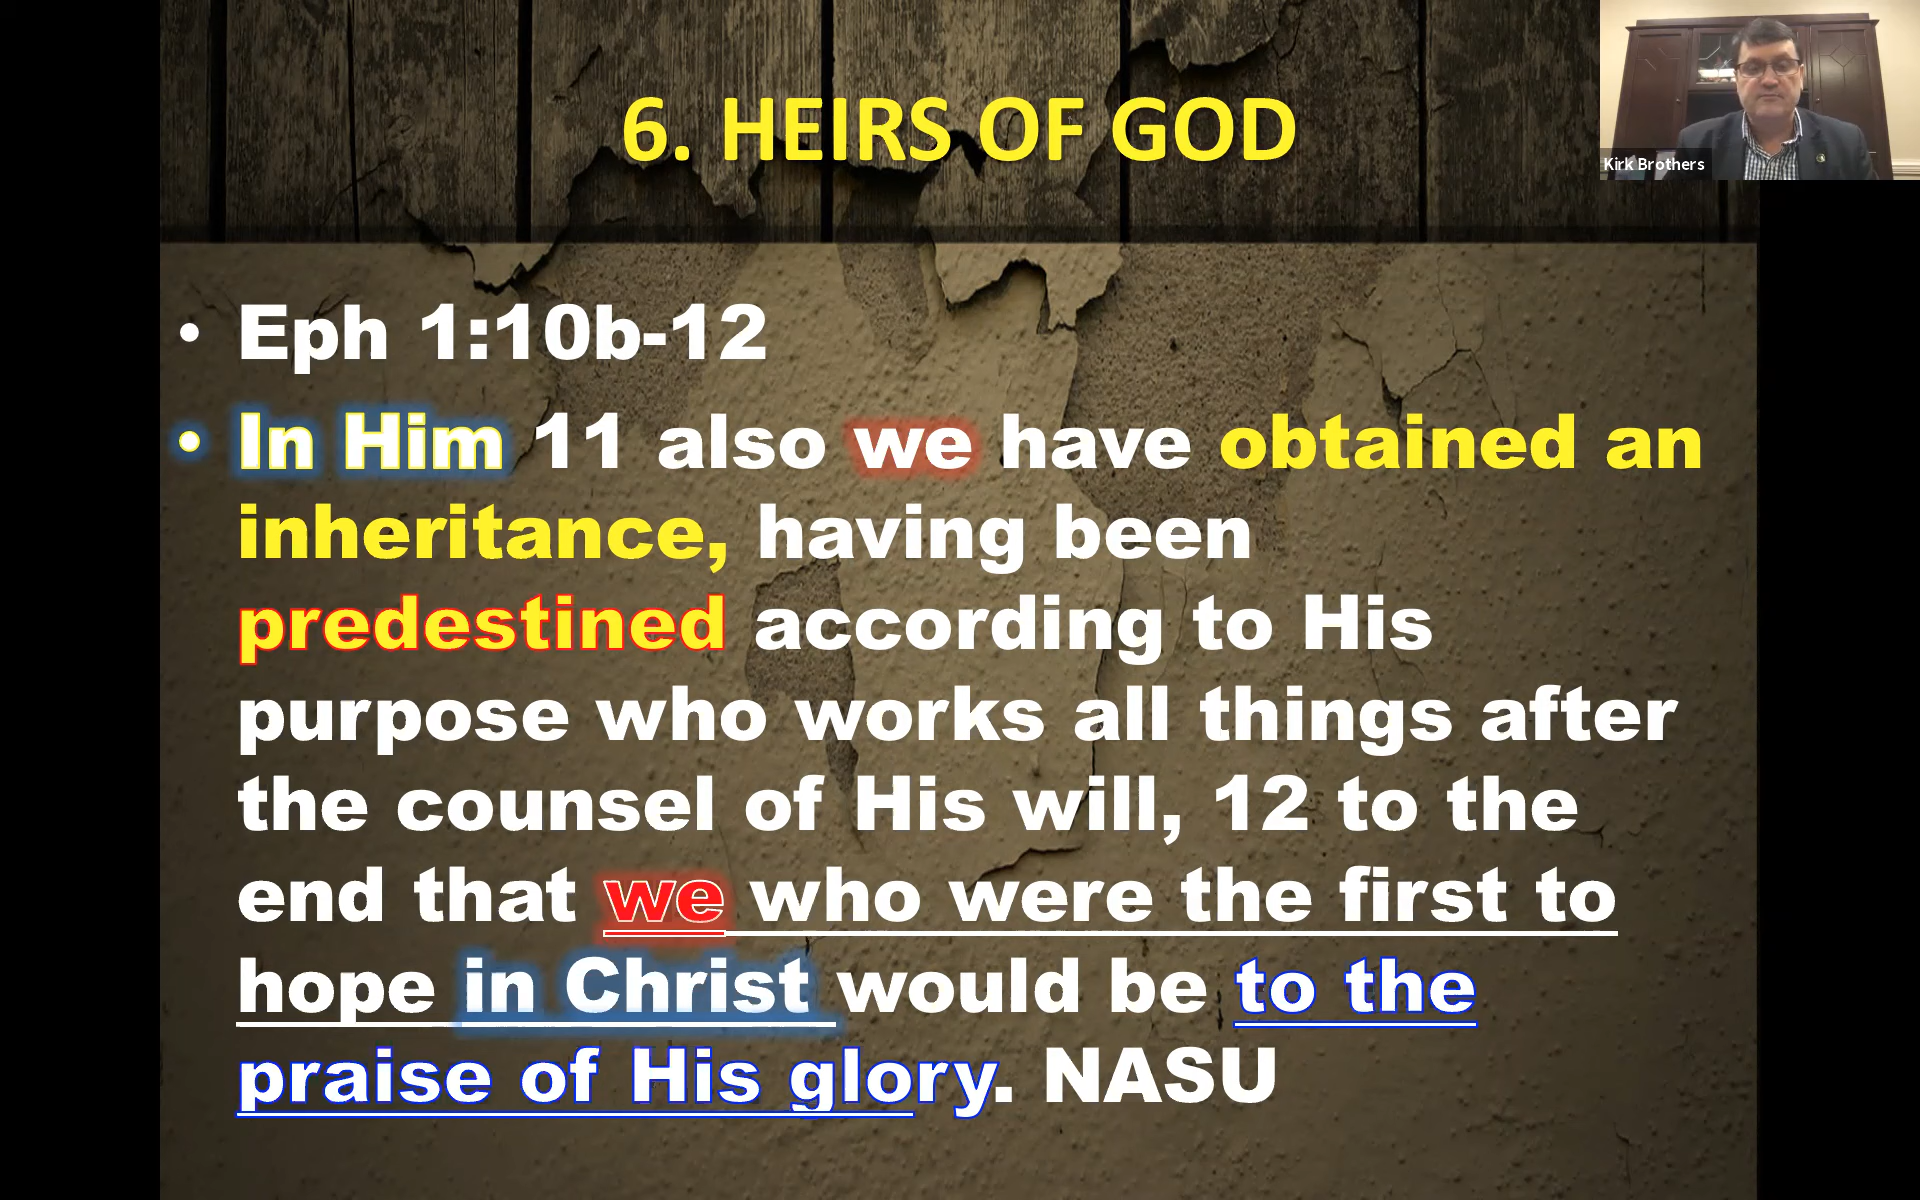 6. HEIRS OF GOD
Kirk Brothers
• Eph 1:10b-12
• In Him 11 also we have obtained an
inheritance, having been
predestined according to His
purpose who works all things after
the counsel of His will, 12 to the
end that we who were the first to
hope in Christ would be to the
praise of His glory. NASU